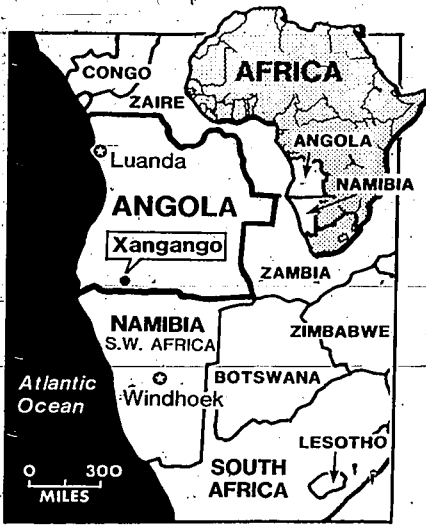 CONGO
AFRICA
ZAIRE
ANGOLA
Luanda
NAMIBIA
ANGOLA
Xangango
ZAMBIA
NAMIBIA
S.W. AFRICA
ZIMBABWE
Atlantic
Ocean
Windhoek
BOTSWANA
LESOTHO
SOUTH
AFRICA
0 300
MILES